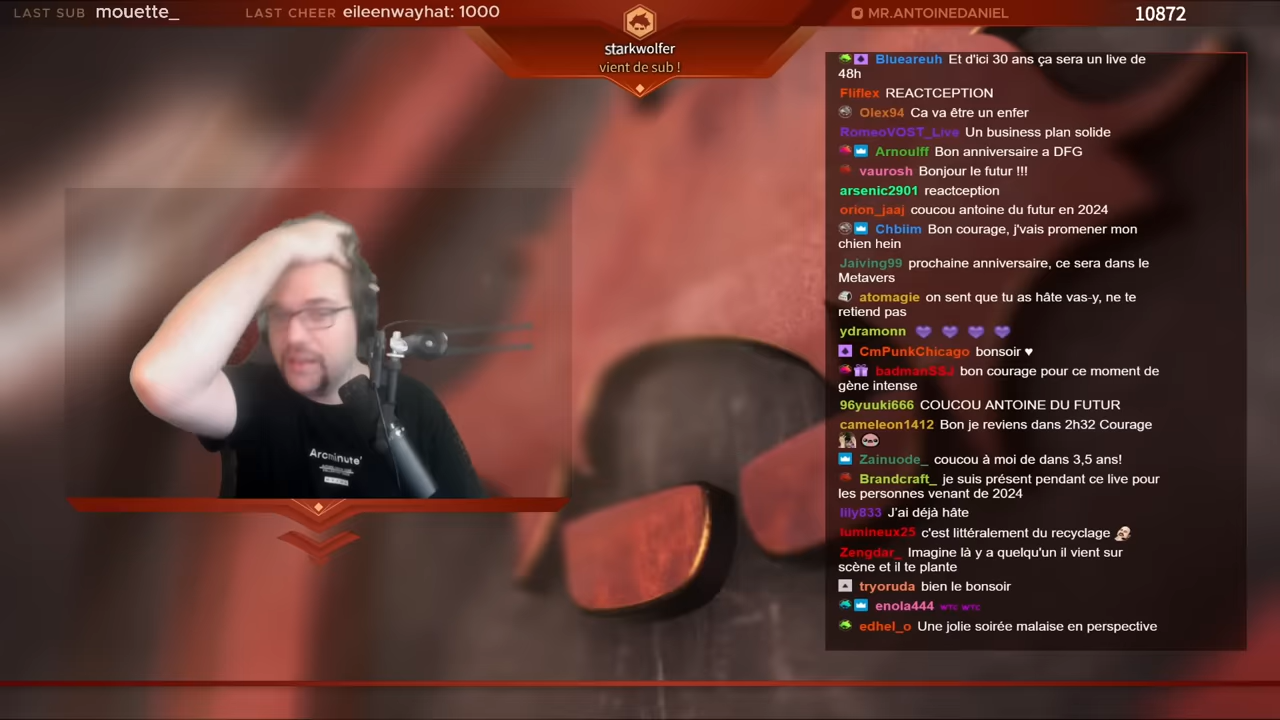 LAST SUB mouette_ LAST CHEER eileenwayhat: 1000
MR.ANTOINEDANIEL 10872
starkwolfer
vient de sub !
Blueareuh Et d'ici 30 ans ça sera un live de
48h
Fliflex REACTCEPTION
Olex94 Ca va être un enfer
RomeoVOST_Live Un business plan solide
Arnoulff Bon anniversaire a DFG
vaurosh Bonjour le futur !!!
arsenic2901 reactception
orion_jaaj coucou antoine du futur en 2024
Chbiim Bon courage, j'vais promener mon
chien hein
Jaiving99 prochaine anniversaire, ce sera dans le
Metavers
atomagie on sent que tu as hâte vas-y, ne te
retiend pas
ydramonn
CmPunkChicago bonsoir ♥
badmanSSJ bon courage pour ce moment de
gène intense
96yuuki666 COUCOU ANTOINE DU FUTUR
cameleon1412 Bon je reviens dans 2h32 Courage
Zainuode_ coucou à moi de dans 3,5 ans!
Brandcraft_ je suis présent pendant ce live pour
les personnes venant de 2024
lily833 J'ai déjà hâte
lumineux25 c'est littéralement du recyclage
Zengdar_ Imagine là y a quelqu'un il vient sur
scène et il te plante
tryoruda bien le bonsoir
enola444 WTC WTC
edhel_o Une jolie soirée malaise en perspective
Arcminute'